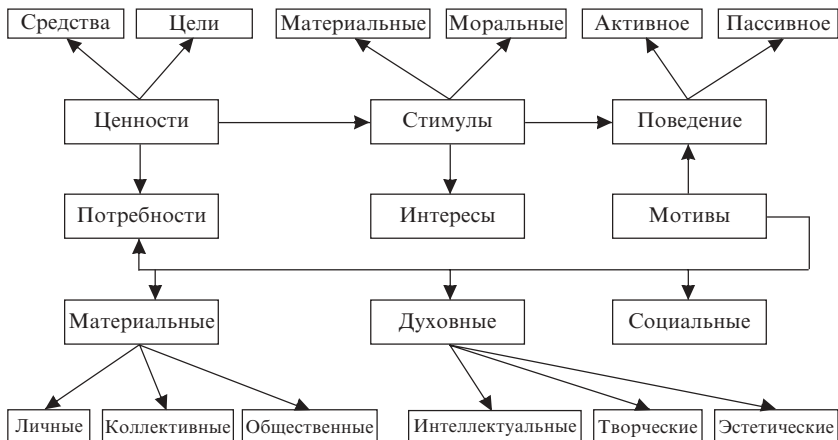 Средства Цели Материальные Моральные Активное Пассивное
Ценности Стимулы Поведение
Потребности Интересы Мотивы
Материальные Духовные Социальные
Личные Коллективные Общественные Интеллектуальные Творческие Эстетические